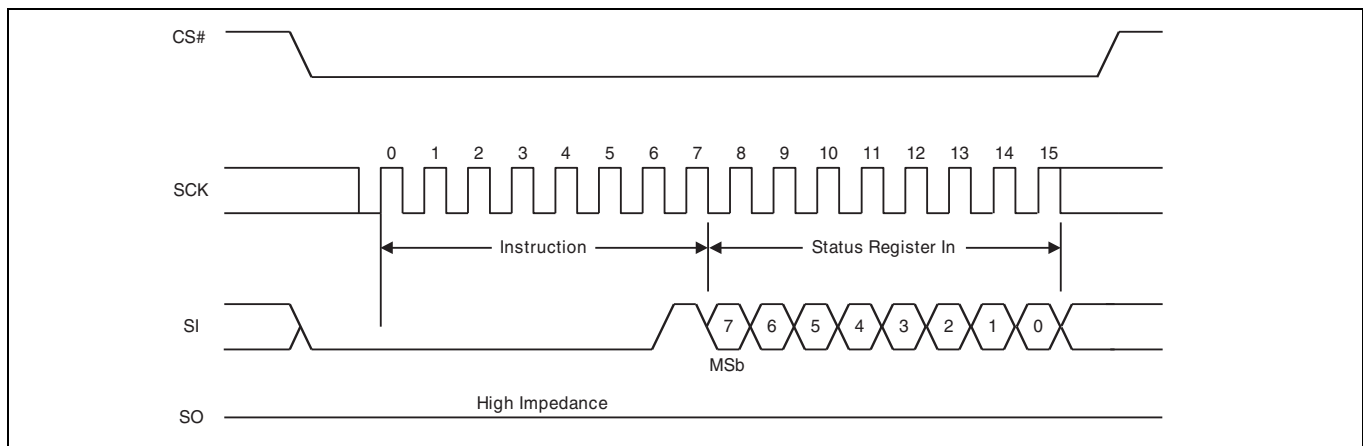 CS#
0 1 2 3 4 5 6 7 8 9 10 11 12 13 14 15
SCK
Instruction Status Register In
SI 7 6 5 4 3 2 1 0
MSb
High Impedance
SO